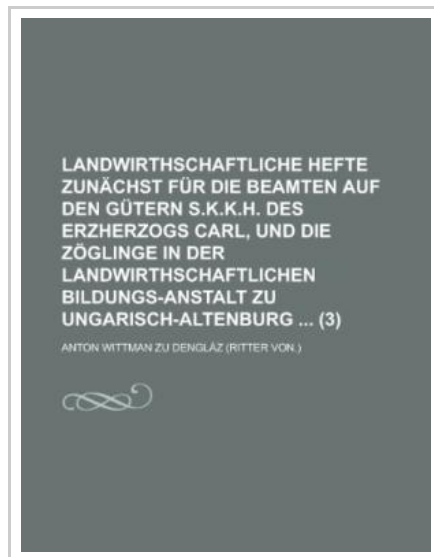 LANDWIRTHSCHAFTLICHE HEFTE
ZUNÄCHST FÜR DIE BEAMTEN AUF
DEN GÜTERN S.K.K.H. DES
ERZHERZOGS CARL, UND DIE
ZÖGLINGE IN DER
LANDWIRTHSCHAFTLICHEN
BILDUNGS-ANSTALT ZU
UNGARISCH-ALTENBURG ... (3)
ANTON WITTMAN ZU DENGLÁZ (RITTER VON.)